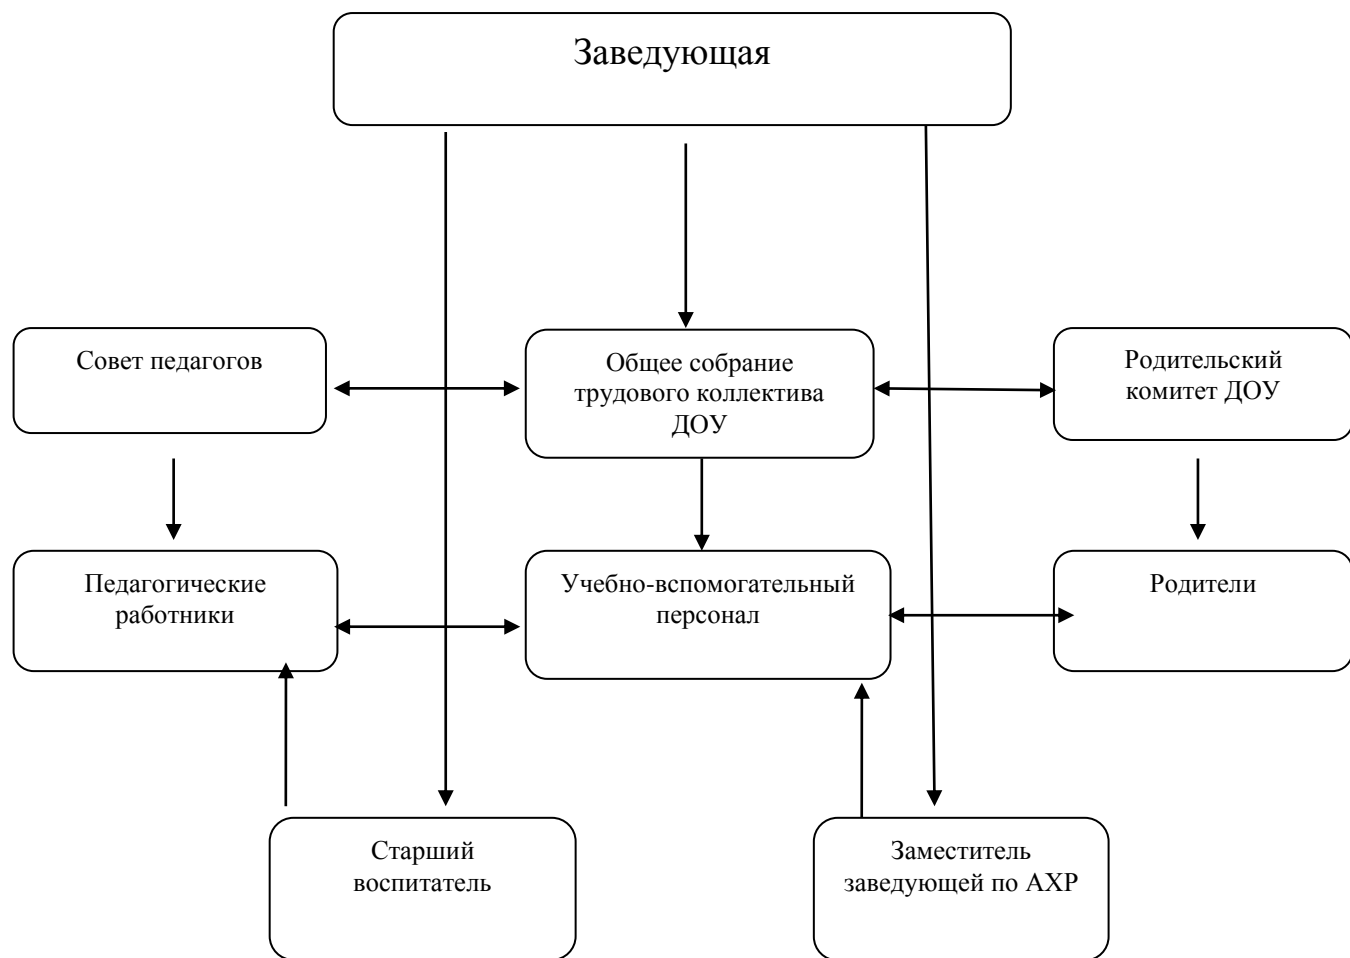 Заведующая
Совет педагогов
Общее собрание
трудового коллектива
ДОУ
Родительский
комитет ДОУ
Педагогические
работники
Учебно-вспомогательный
персонал
Родители
Старший
воспитатель
Заместитель
заведующей по АХР